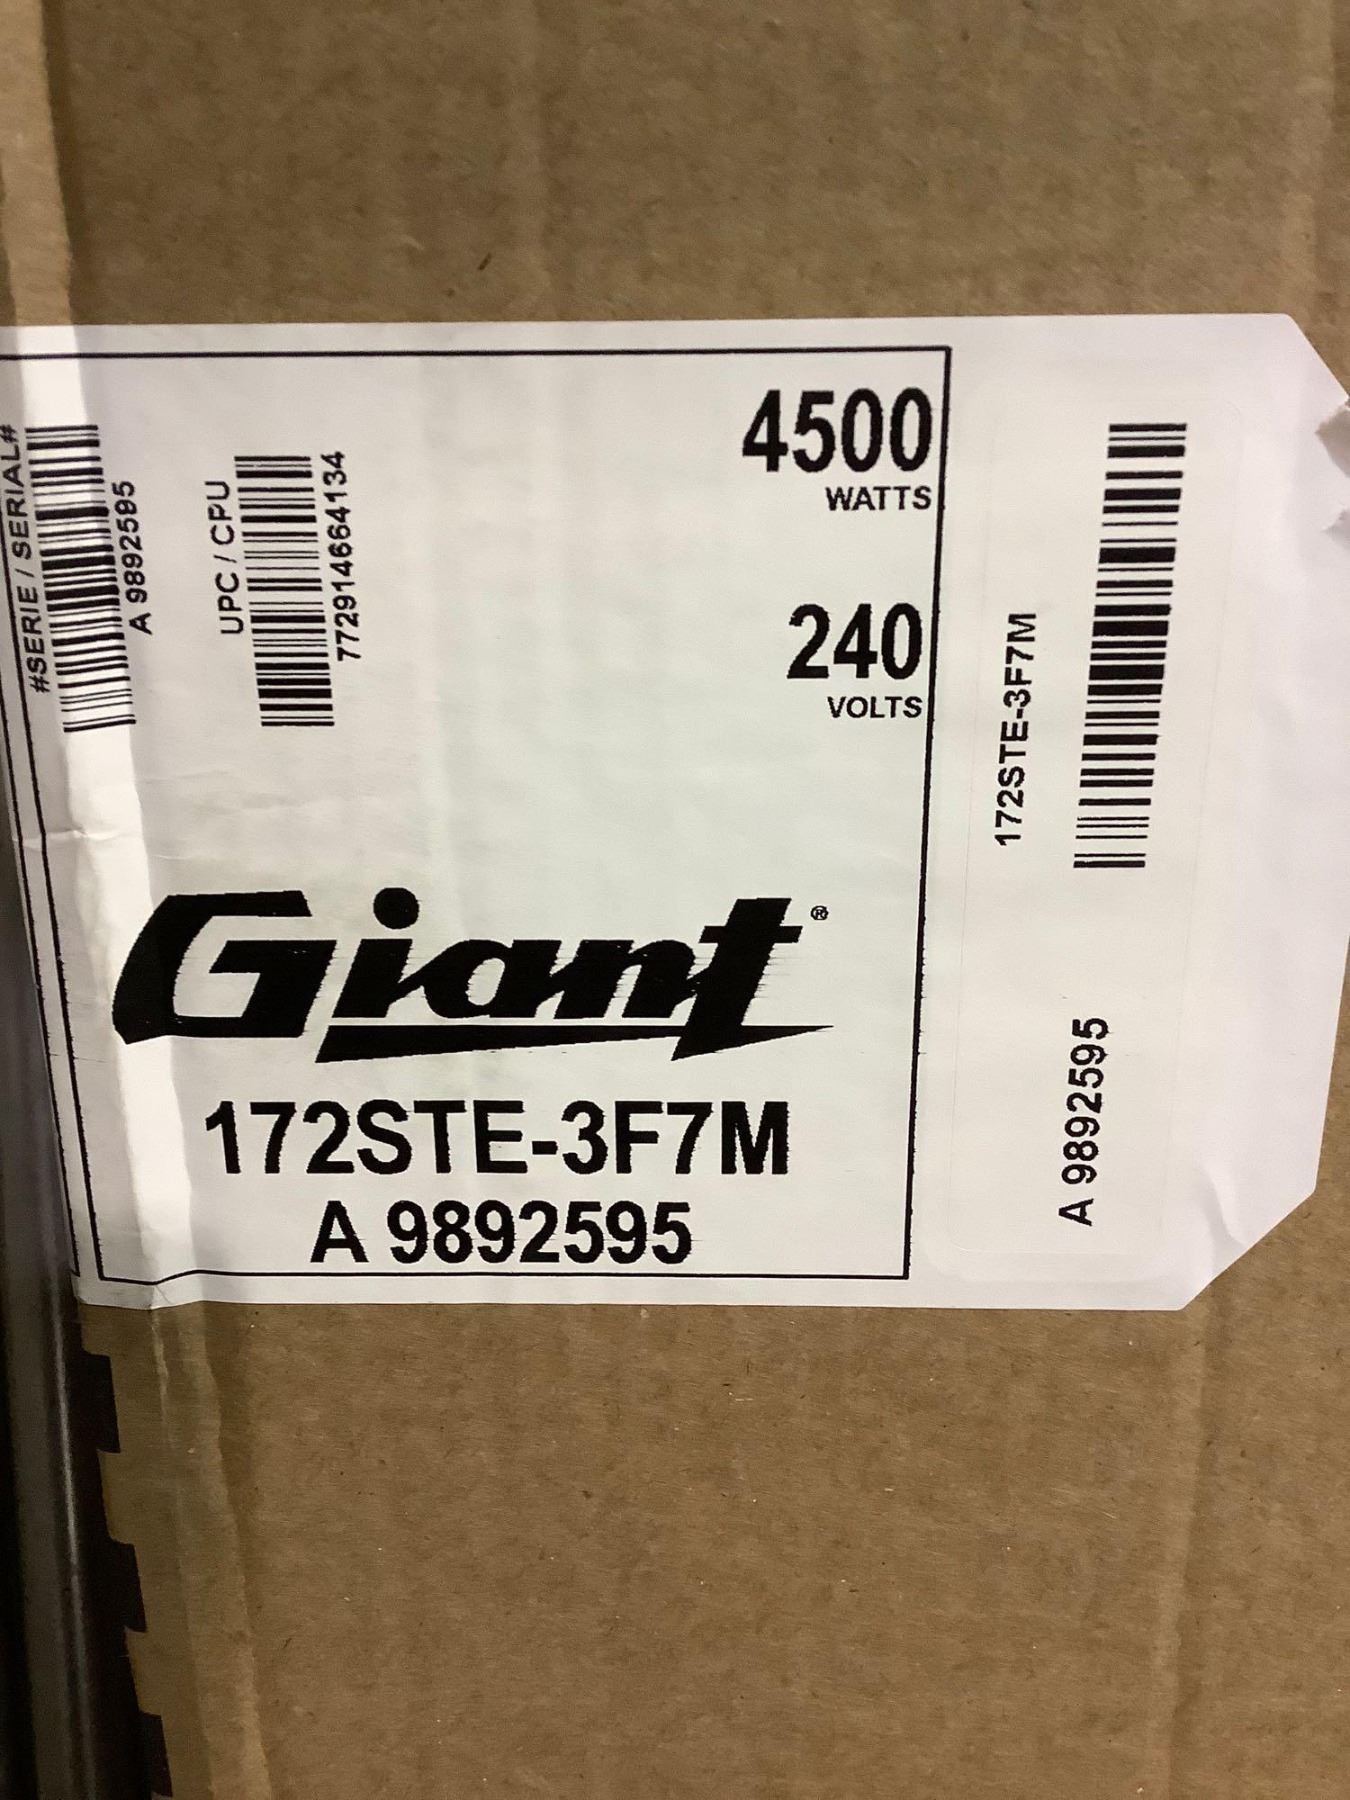 #SERIE / SERIAL#
A 9892595
UPC / CPU
772914664134
4500
WATTS
240
VOLTS
Giant®
172STE-3F7M
A 9892595
172STE-3F7M
A 9892595